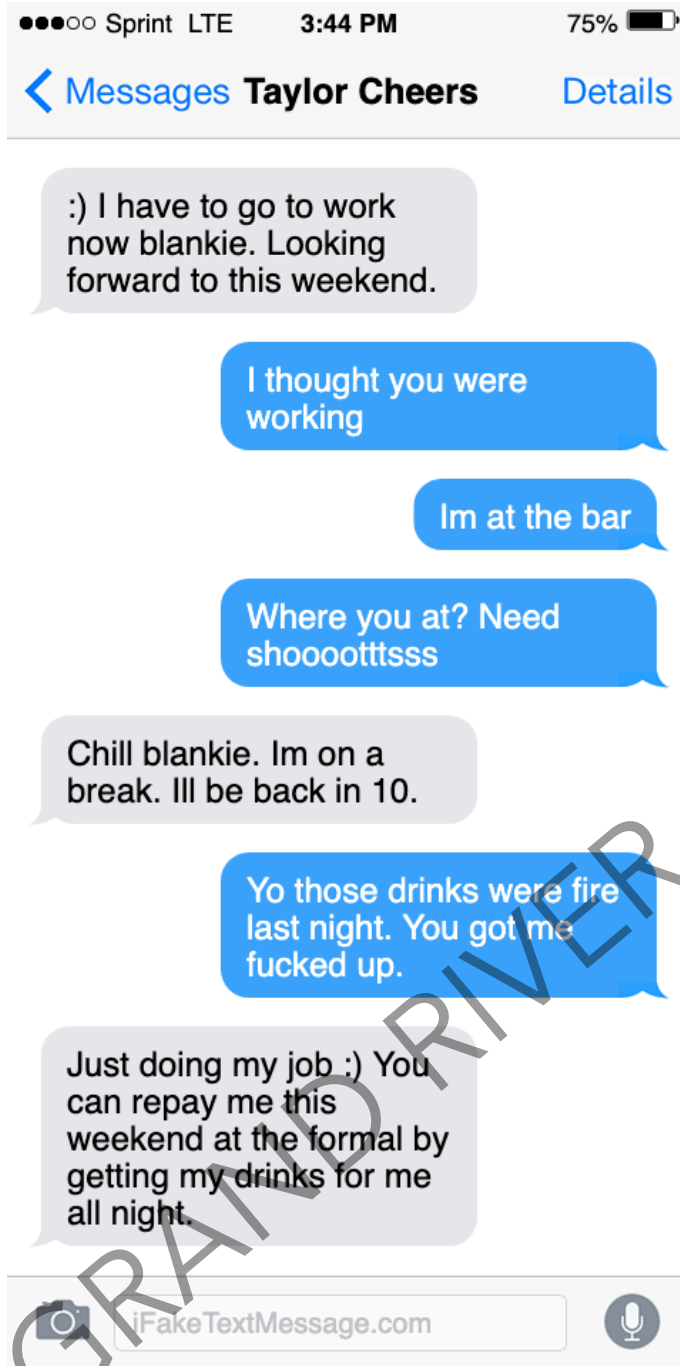 Sprint LTE 3:44 PM 75%
Messages Taylor Cheers Details
:) I have to go to work
now blankie. Looking
forward to this weekend.
I thought you were
working
Im at the bar
Where you at? Need
shoooottsss
Chill blankie. Im on a
break. Ill be back in 10.
Yo those drinks were fire
last night. You got me
fucked up.
Just doing my job :) You
can repay me this
weekend at the formal by
getting my drinks for me
all night.
iFakeTextMessage.com
GRAND RIVER